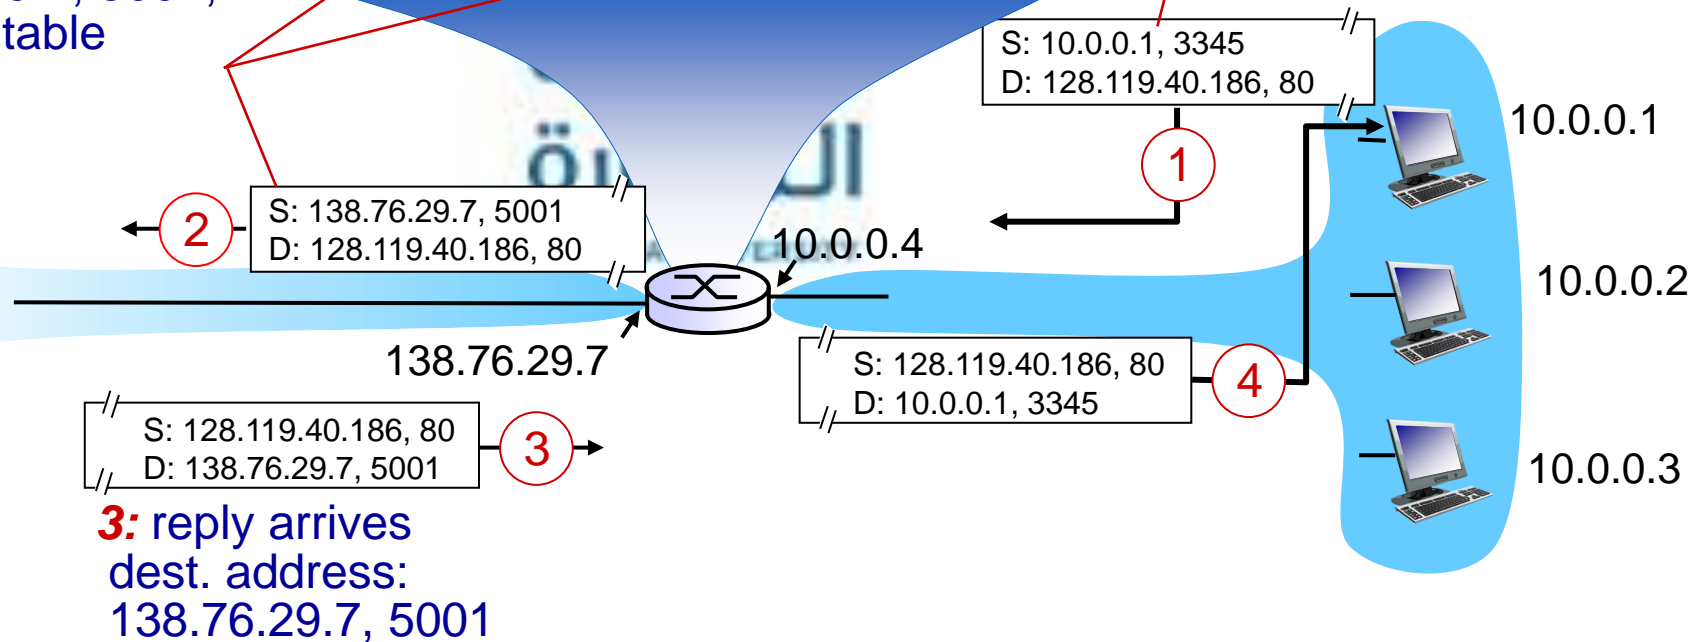 table
S: 10.0.0.1, 3345
D: 128.119.40.186, 80
10.0.0.1
1
S: 138.76.29.7, 5001
D: 128.119.40.186, 80
2
10.0.0.4
10.0.0.2
138.76.29.7
S: 128.119.40.186, 80
D: 10.0.0.1, 3345
4
S: 128.119.40.186, 80
D: 138.76.29.7, 5001
3
10.0.0.3
3: reply arrives
dest. address:
138.76.29.7, 5001